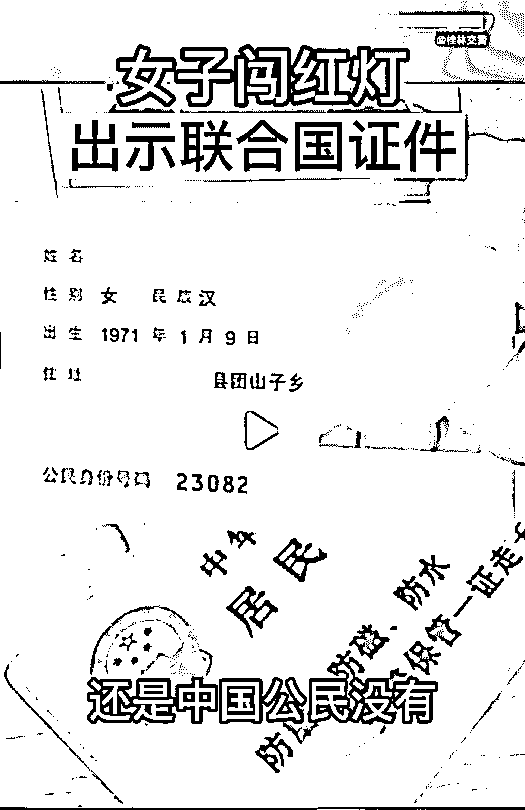 @桂林交警
女子闯红灯
出示联合国证件
姓名
性别 女 民族 汉
出生 1971 年 1 月 9 日
住址 县团山子乡
公民身份号码 23082
居民
防磁、防水
保管一证走
还是中国公民没有